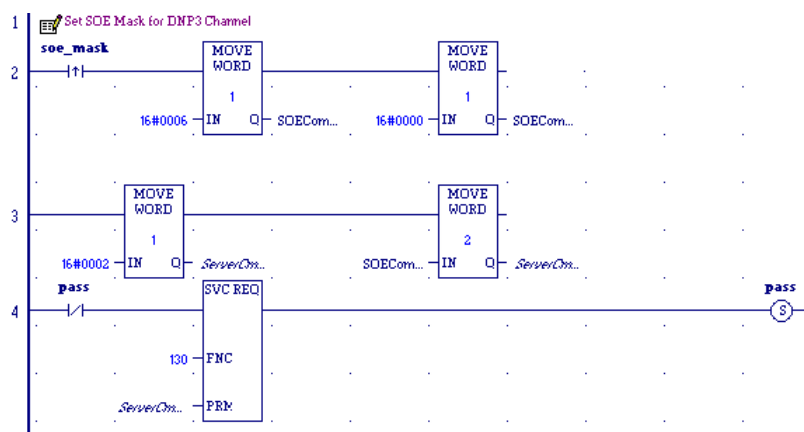 1 Set SOE Mask for DNP3 Channel
soe_mask
2
MOVE WORD MOVE WORD
1 1
16#0006 IN Q SOECom... 16#0000 IN Q SOECom...
3
MOVE WORD MOVE WORD
1 2
16#0002 IN Q ServerCm... SOECom... IN Q ServerCm...
pass SVC REQ pass
4 S
130 FNC
ServerCm... PRM